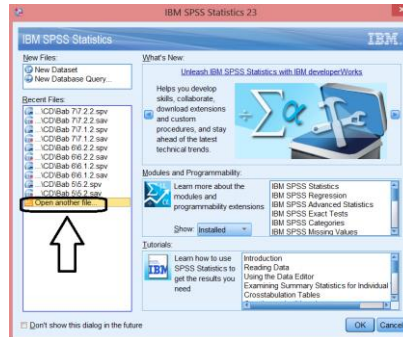 IBM SPSS Statistics 23
IBM SPSS Statistics
IBM.
New Files:
New Dataset
New Database Query...
Recent Files:
...\CD\Bab 7\7.2.2.spv
...\CD\Bab 7\7.2.2.sav
...\CD\Bab 7\7.1.2.spv
...\CD\Bab 7\7.1.2.sav
...\CD\Bab 6\6.2.2.spv
...\CD\Bab 6\6.2.2.sav
...\CD\Bab 6\6.1.2.spv
...\CD\Bab 6\6.1.2.sav
...\CD\Bab 5\5.2.spv
...\CD\Bab 5\5.2.sav
Open another file...
What's New:
Unleash IBM SPSS Statistics with IBM developerWorks
Helps you develop
skills, collaborate,
download extensions
and custom
procedures, and stay
ahead of the latest
technical trends.
Modules and Programmability:
Learn more about the
modules and
programmability extensions
Show: Installed
IBM SPSS Statistics
IBM SPSS Regression
IBM SPSS Advanced Statistics
IBM SPSS Exact Tests
IBM SPSS Categories
IBM SPSS Missing Values
Tutorials:
IBM
Learn how to use
SPSS Statistics to
get the results you
need
Introduction
Reading Data
Using the Data Editor
Examining Summary Statistics for Individual
Crosstabulation Tables
Don't show this dialog in the future
OK
Cancel